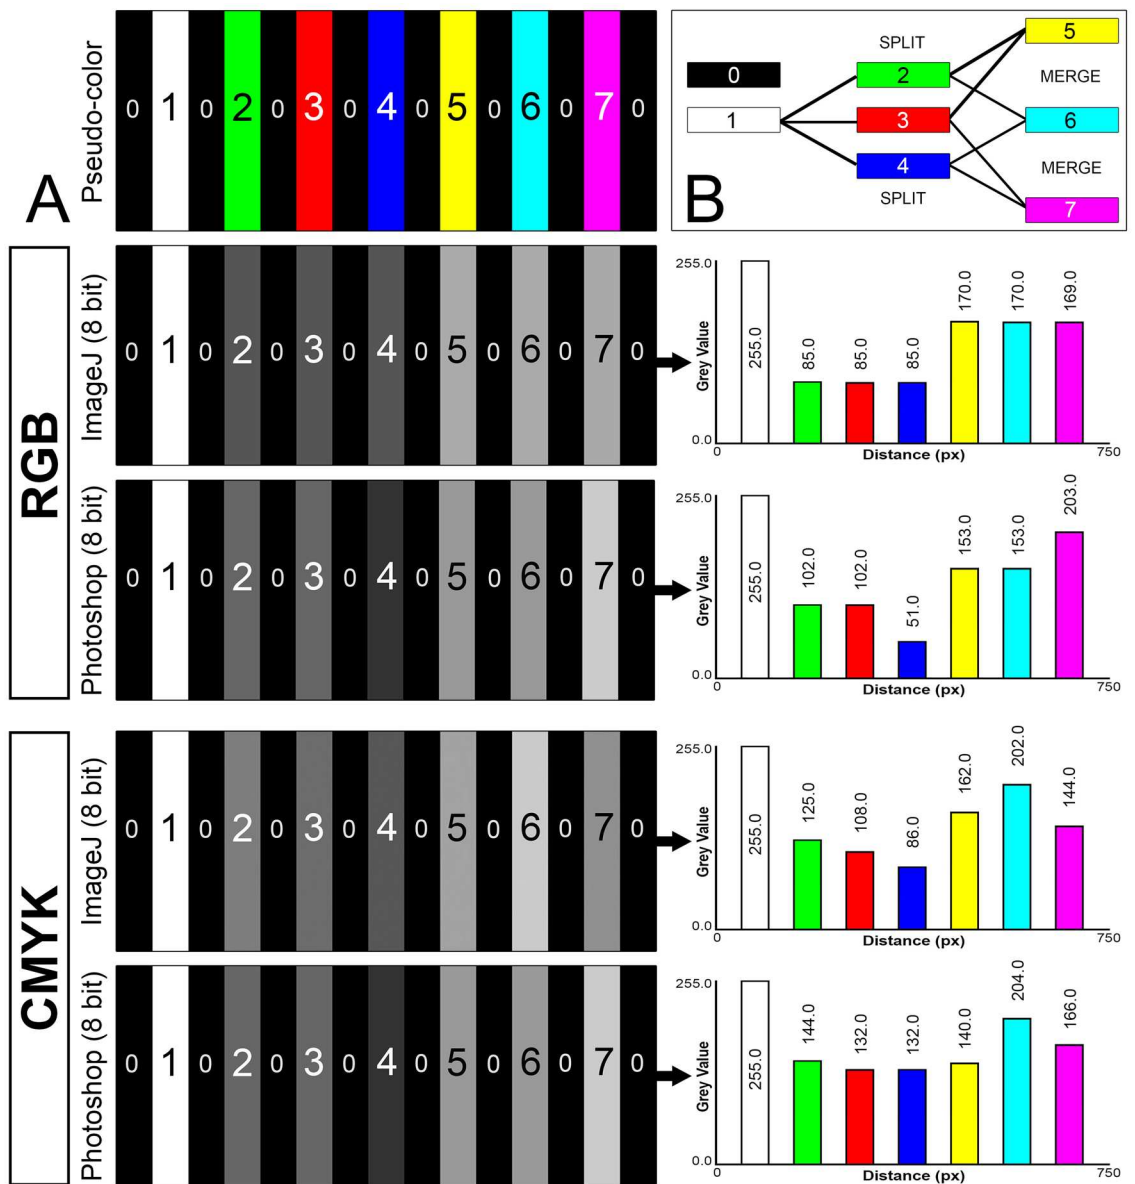 A
Pseudo-color
0 1 0 2 0 3 0 4 0 5 0 6 0 7 0
B
0
1
SPLIT
2
3
4
SPLIT
5
MERGE
6
MERGE
7
RGB
ImageJ (8 bit)
0 1 0 2 0 3 0 4 0 5 0 6 0 7 0
Grey Value
255.0
0.0
255.0 85.0 85.0 85.0 170.0 170.0 169.0
0 Distance (px) 750
Photoshop (8 bit)
0 1 0 2 0 3 0 4 0 5 0 6 0 7 0
Grey Value
255.0
0.0
255.0 102.0 102.0 51.0 153.0 153.0 203.0
0 Distance (px) 750
CMYK
ImageJ (8 bit)
0 1 0 2 0 3 0 4 0 5 0 6 0 7 0
Grey Value
255.0
0.0
255.0 125.0 108.0 86.0 162.0 202.0 144.0
0 Distance (px) 750
Photoshop (8 bit)
0 1 0 2 0 3 0 4 0 5 0 6 0 7 0
Grey Value
255.0
0.0
255.0 144.0 132.0 132.0 140.0 204.0 166.0
0 Distance (px) 750